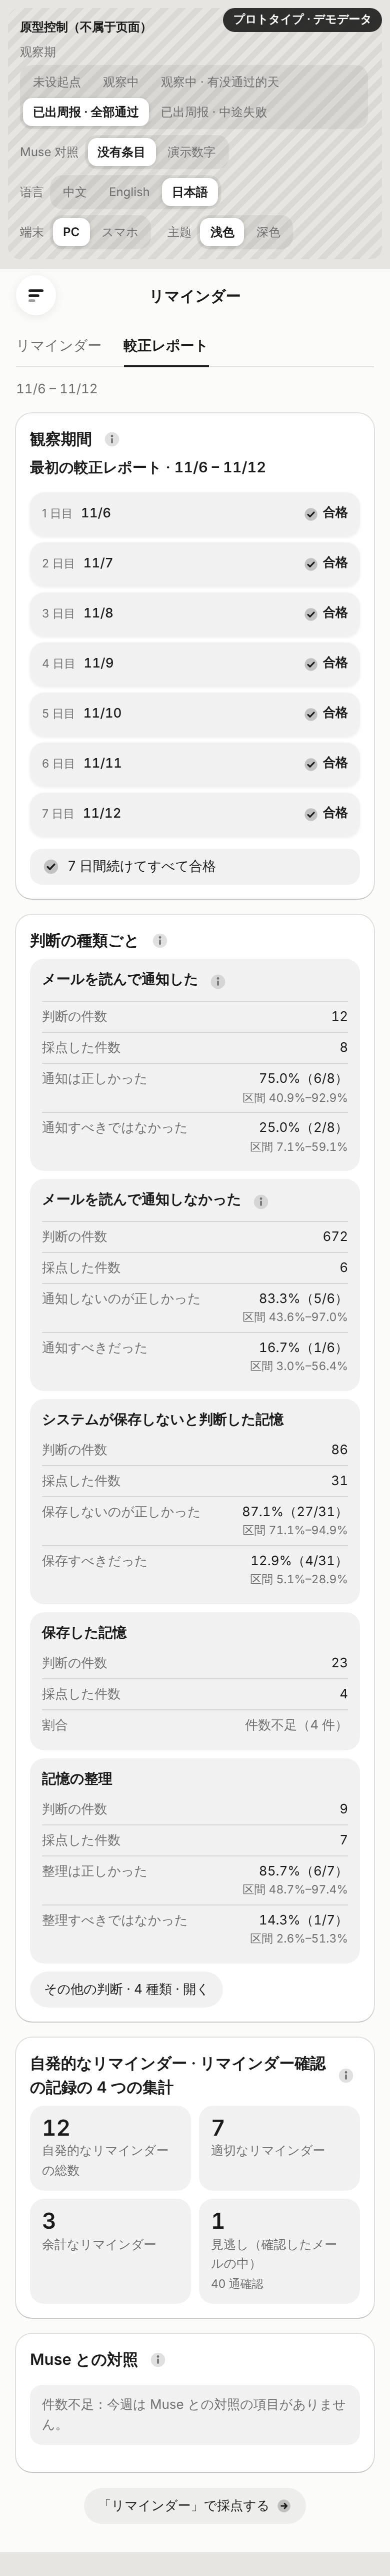 原型控制（不属于页面）
プロトタイプ · デモデータ
观察期
未设起点 观察中 观察中 · 有没通过的天
已出周报 · 全部通过 已出周报 · 中途失败
Muse 对照 没有条目 演示数字
语言 中文 English 日本語
端末 PC スマホ 主题 浅色 深色
リマインダー
リマインダー 較正レポート
11/6 – 11/12
観察期間
最初の較正レポート · 11/6 – 11/12
1 日目 11/6 合格
2 日目 11/7 合格
3 日目 11/8 合格
4 日目 11/9 合格
5 日目 11/10 合格
6 日目 11/11 合格
7 日目 11/12 合格
7 日間続けてすべて合格
判断の種類ごと
メールを読んで通知した
判断の件数 12
採点した件数 8
通知は正しかった 75.0%（6/8）
区間 40.9%–92.9%
通知すべきではなかった 25.0%（2/8）
区間 7.1%–59.1%
メールを読んで通知しなかった
判断の件数 672
採点した件数 6
通知しないのが正しかった 83.3%（5/6）
区間 43.6%–97.0%
通知すべきだった 16.7%（1/6）
区間 3.0%–56.4%
システムが保存しないと判断した記憶
判断の件数 86
採点した件数 31
保存しないのが正しかった 87.1%（27/31）
区間 71.1%–94.9%
保存すべきだった 12.9%（4/31）
区間 5.1%–28.9%
保存した記憶
判断の件数 23
採点した件数 4
割合 件数不足（4 件）
記憶の整理
判断の件数 9
採点した件数 7
整理は正しかった 85.7%（6/7）
区間 48.7%–97.4%
整理すべきではなかった 14.3%（1/7）
区間 2.6%–51.3%
その他の判断 · 4 種類 · 開く
自発的なリマインダー · リマインダー確認
の記録の 4 つの集計
12
自発的なリマインダー
の総数
7
適切なリマインダー
3
余計なリマインダー
1
見逃し（確認したメー
ルの中）
40 通確認
Muse との対照
件数不足：今週は Muse との対照の項目がありませ
ん。
「リマインダー」で採点する